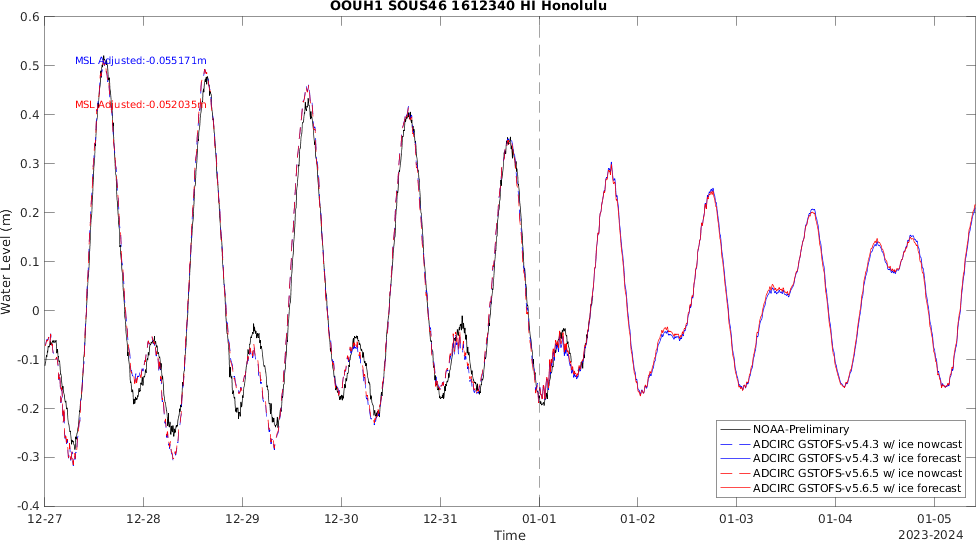 OOUH1 SOUS46 1612340 HI Honolulu
0.6
0.5
0.4
0.3
0.2
0.1
0
-0.1
-0.2
-0.3
-0.4
Water Level (m)
MSL Adjusted:-0.055171m
MSL Adjusted:-0.052035m
NOAA-Preliminary
ADCIRC GSTOFS-v5.4.3 w/ ice nowcast
ADCIRC GSTOFS-v5.4.3 w/ ice forecast
ADCIRC GSTOFS-v5.6.5 w/ ice nowcast
ADCIRC GSTOFS-v5.6.5 w/ ice forecast
12-27 12-28 12-29 12-30 12-31 01-01 01-02 01-03 01-04 01-05
Time
2023-2024